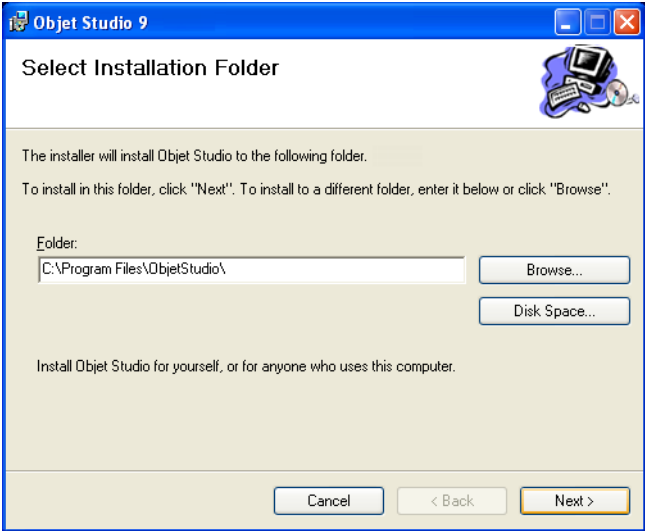 Objet Studio 9
Select Installation Folder
The installer will install Objet Studio to the following folder.
To install in this folder, click "Next". To install to a different folder, enter it below or click "Browse".
Folder:
C:\Program Files\ObjetStudio\
Browse...
Disk Space...
Install Objet Studio for yourself, or for anyone who uses this computer.
Cancel
< Back
Next >